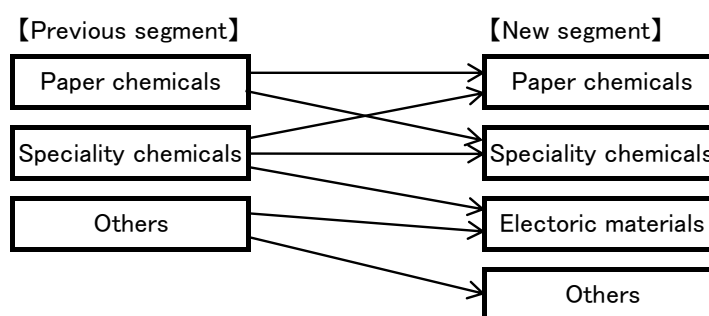 【Previous segment】
【New segment】
Paper chemicals
Paper chemicals
Speciality chemicals
Speciality chemicals
Others
Electoric materials
Others